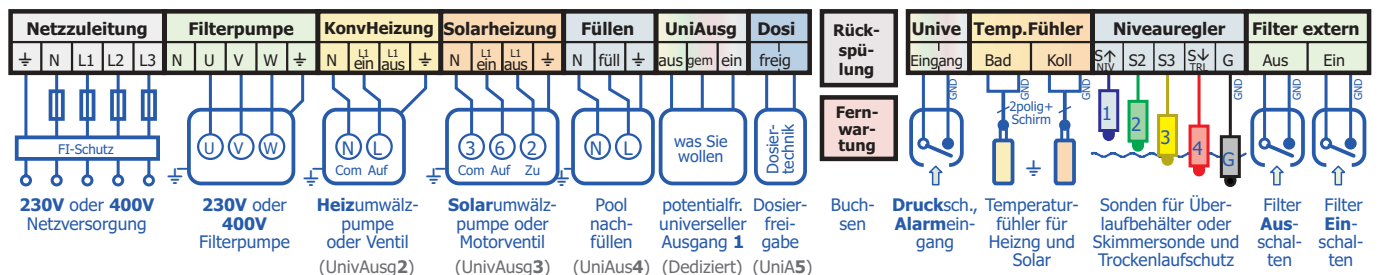 Netzzuleitung Filterpumpe KonvHeizung Solarheizung Füllen UniAusg Dosi
⏚ N L1 L2 L3 N U V W ⏚ N L1 ein L1 aus ⏚ N L1 ein L1 aus ⏚ N füll ⏚ aus gem ein freig
FI-Schutz
U V W
N L
Com Auf
3 6 2
Com Auf Zu
N L
was Sie
wollen
Dosier-
technik
230V oder 400V
Netzversorgung
230V oder
400V
Filterpumpe
Heizumwälz-
pumpe
oder Ventil
(UnivAusg2)
Solarumwälz-
pumpe oder
Motorventil
(UnivAusg3)
Pool
nach-
füllen
(UniAus4)
potentialfr.
universeller
Ausgang 1
(Dediziert)
Dosier-
frei-
gabe
(UniA5)
Rück-
spü-
lung
Fern-
war-
tung
Buch-
sen
Unive Temp.Fühler Niveauregler Filter extern
Eingang Bad Koll S↑ NIV S2 S3 S↓ TRL G Aus Ein
GND GND GND GND GND
2polig+
Schirm
1 2 3 4 G
Drucksch.,
Alarmein-
gang
Temperatur-
fühler für
Heizng und
Solar
Sonden für Über-
laufbehälter oder
Skimmersonde und
Trockenlaufschutz
Filter
Aus-
schal-
ten
Filter
Ein-
schal-
ten